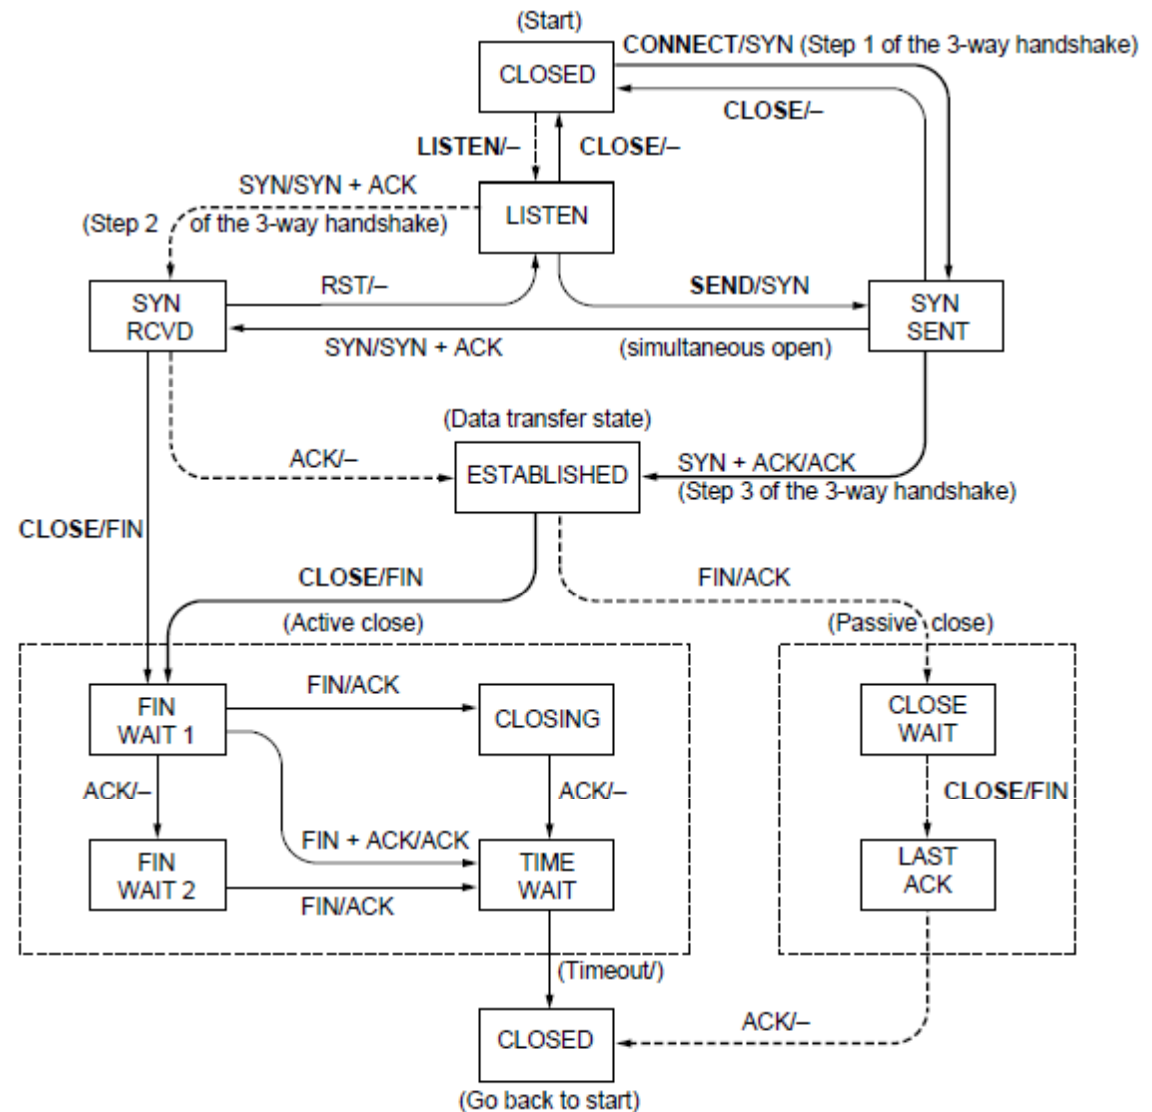 (Start)
CONNECT/SYN (Step 1 of the 3-way handshake)
CLOSED
CLOSE/–
LISTEN/–
CLOSE/–
SYN/SYN + ACK
LISTEN
(Step 2 of the 3-way handshake)
RST/–
SEND/SYN
SYN
RCVD
SYN
SENT
SYN/SYN + ACK
(simultaneous open)
(Data transfer state)
ACK/–
ESTABLISHED
SYN + ACK/ACK
(Step 3 of the 3-way handshake)
CLOSE/FIN
CLOSE/FIN
FIN/ACK
(Active close)
(Passive close)
FIN
WAIT 1
FIN/ACK
CLOSING
CLOSE
WAIT
ACK/–
ACK/–
CLOSE/FIN
FIN + ACK/ACK
FIN
WAIT 2
FIN/ACK
TIME
WAIT
LAST
ACK
(Timeout/)
CLOSED
ACK/–
(Go back to start)